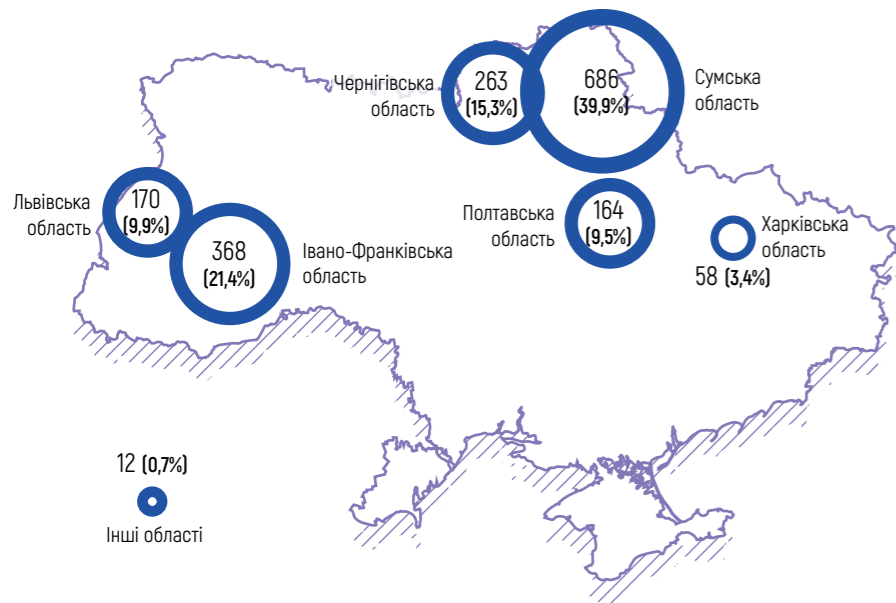 Чернігівська
область
263
(15,3%)
686
(39,9%)
Сумська
область
Львівська
область
170
(9,9%)
368
(21,4%)
Івано-Франківська
область
Полтавська
область
164
(9,5%)
Харківська
область
58 (3,4%)
12 (0,7%)
Інші області